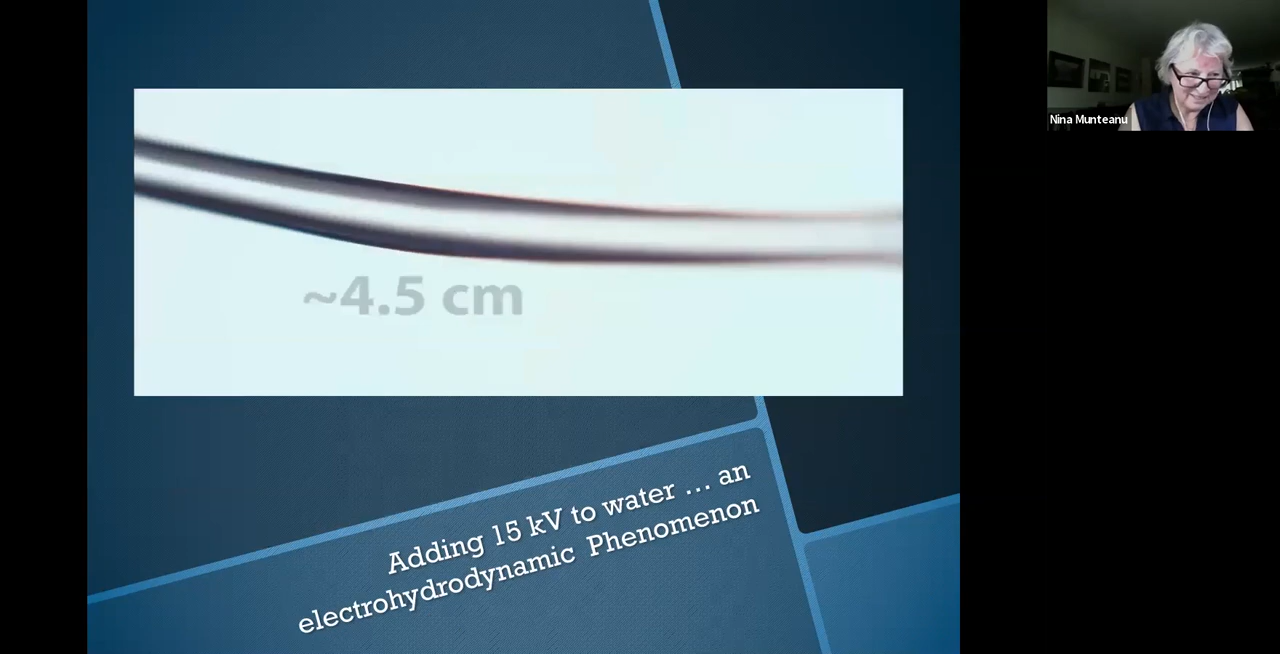 ~4.5 cm
Adding 15 kV to water ... an
electrohydrodynamic Phenomenon
Nina Munteanu